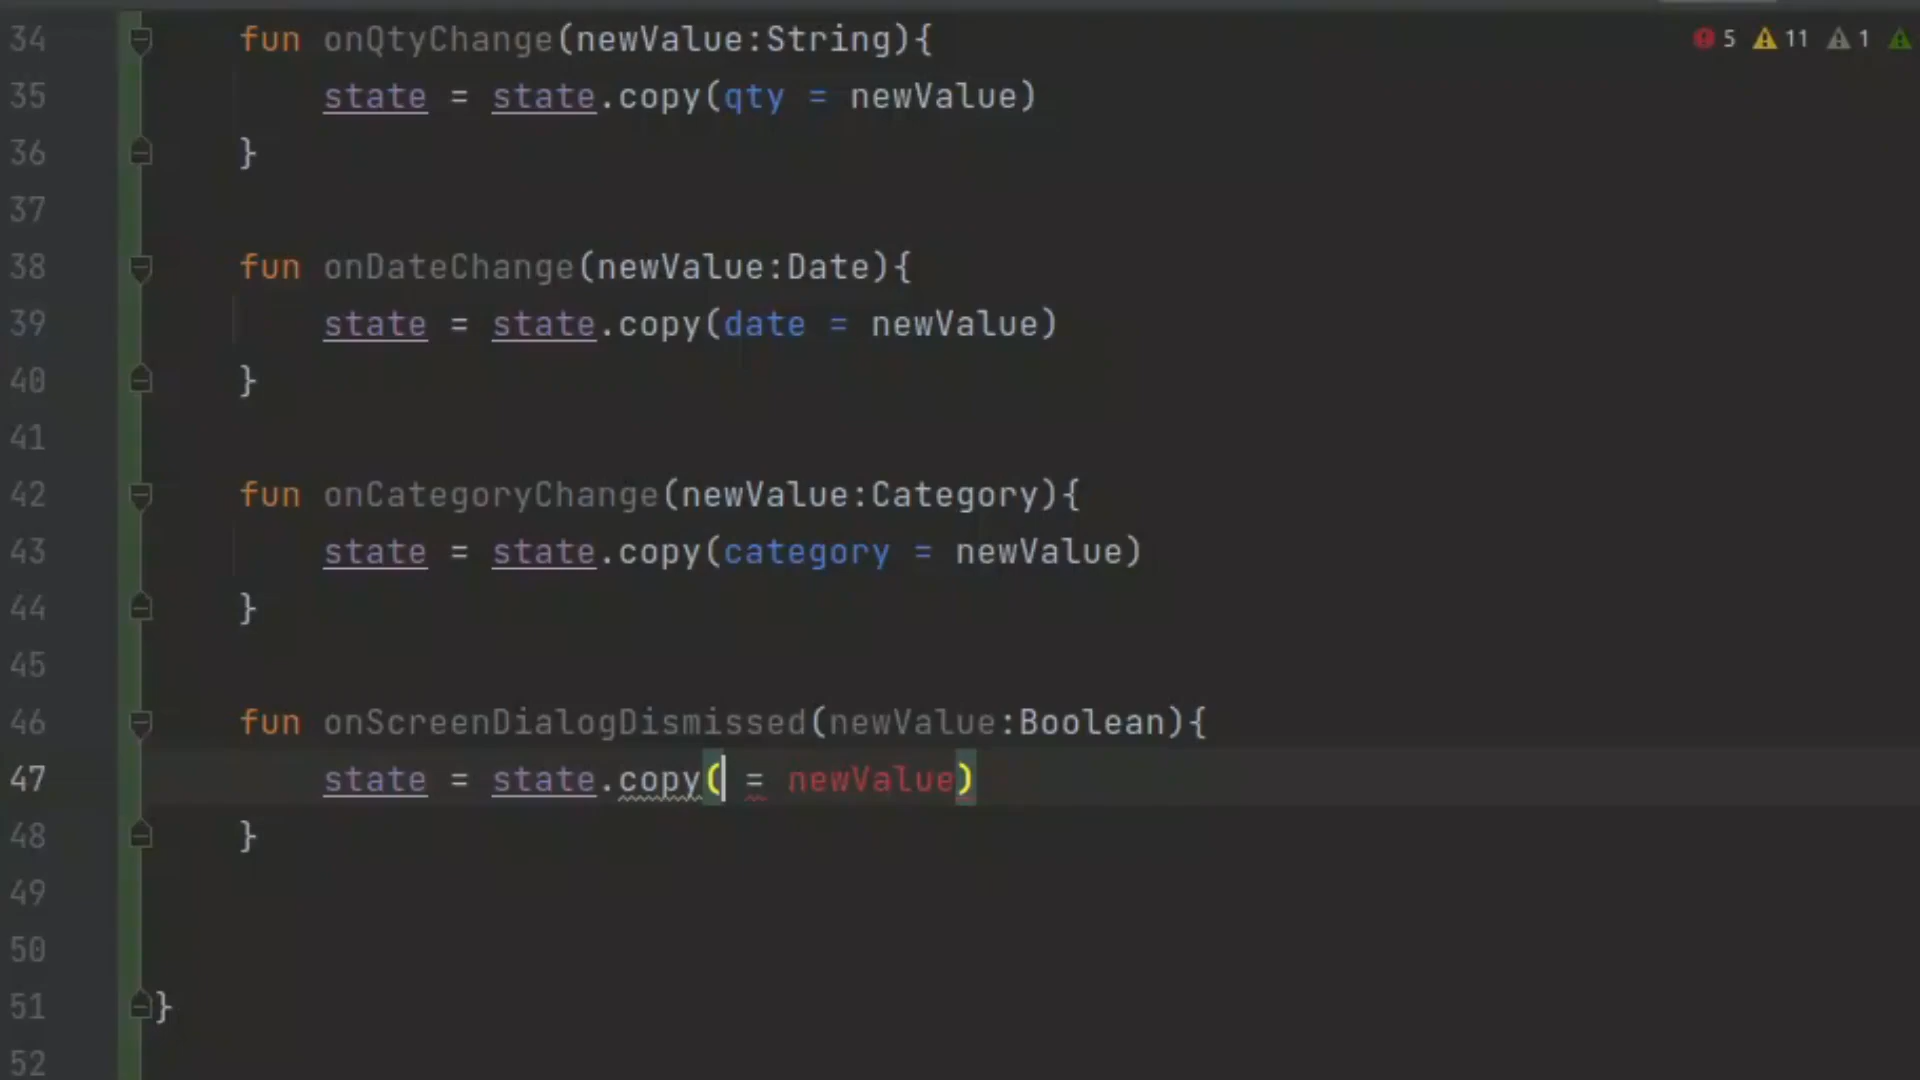 34 fun onQtyChange(newValue:String){ 5 11 1
35 state = state.copy(qty = newValue)
36 }
37
38 fun onDateChange(newValue:Date){
39 state = state.copy(date = newValue)
40 }
41
42 fun onCategoryChange(newValue:Category){
43 state = state.copy(category = newValue)
44 }
45
46 fun onScreenDialogDismissed(newValue:Boolean){
47 state = state.copy( = newValue)
48 }
49
50
51 }
52